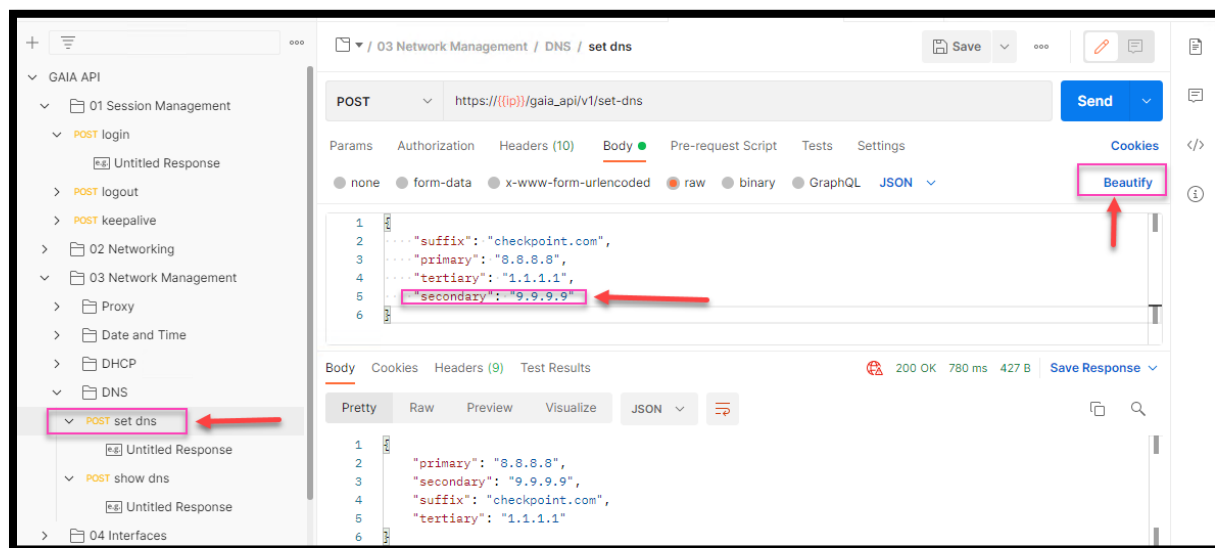 GAIA API
01 Session Management
POST login
e.g. Untitled Response
POST logout
POST keepalive
02 Networking
03 Network Management
Proxy
Date and Time
DHCP
DNS
POST set dns
e.g. Untitled Response
POST show dns
e.g. Untitled Response
04 Interfaces
/ 03 Network Management / DNS / set dns
Save
POST https://{{ip}}/gaia_api/v1/set-dns
Send
Params Authorization Headers (10) Body Pre-request Script Tests Settings Cookies
none form-data x-www-form-urlencoded raw binary GraphQL JSON Beautify
1 {
2 "suffix": "checkpoint.com",
3 "primary": "8.8.8.8",
4 "tertiary": "1.1.1.1",
5 "secondary": "9.9.9.9"
6 }
Body Cookies Headers (9) Test Results 200 OK 780 ms 427 B Save Response
Pretty Raw Preview Visualize JSON
1 {
2 "primary": "8.8.8.8",
3 "secondary": "9.9.9.9",
4 "suffix": "checkpoint.com",
5 "tertiary": "1.1.1.1"
6 }